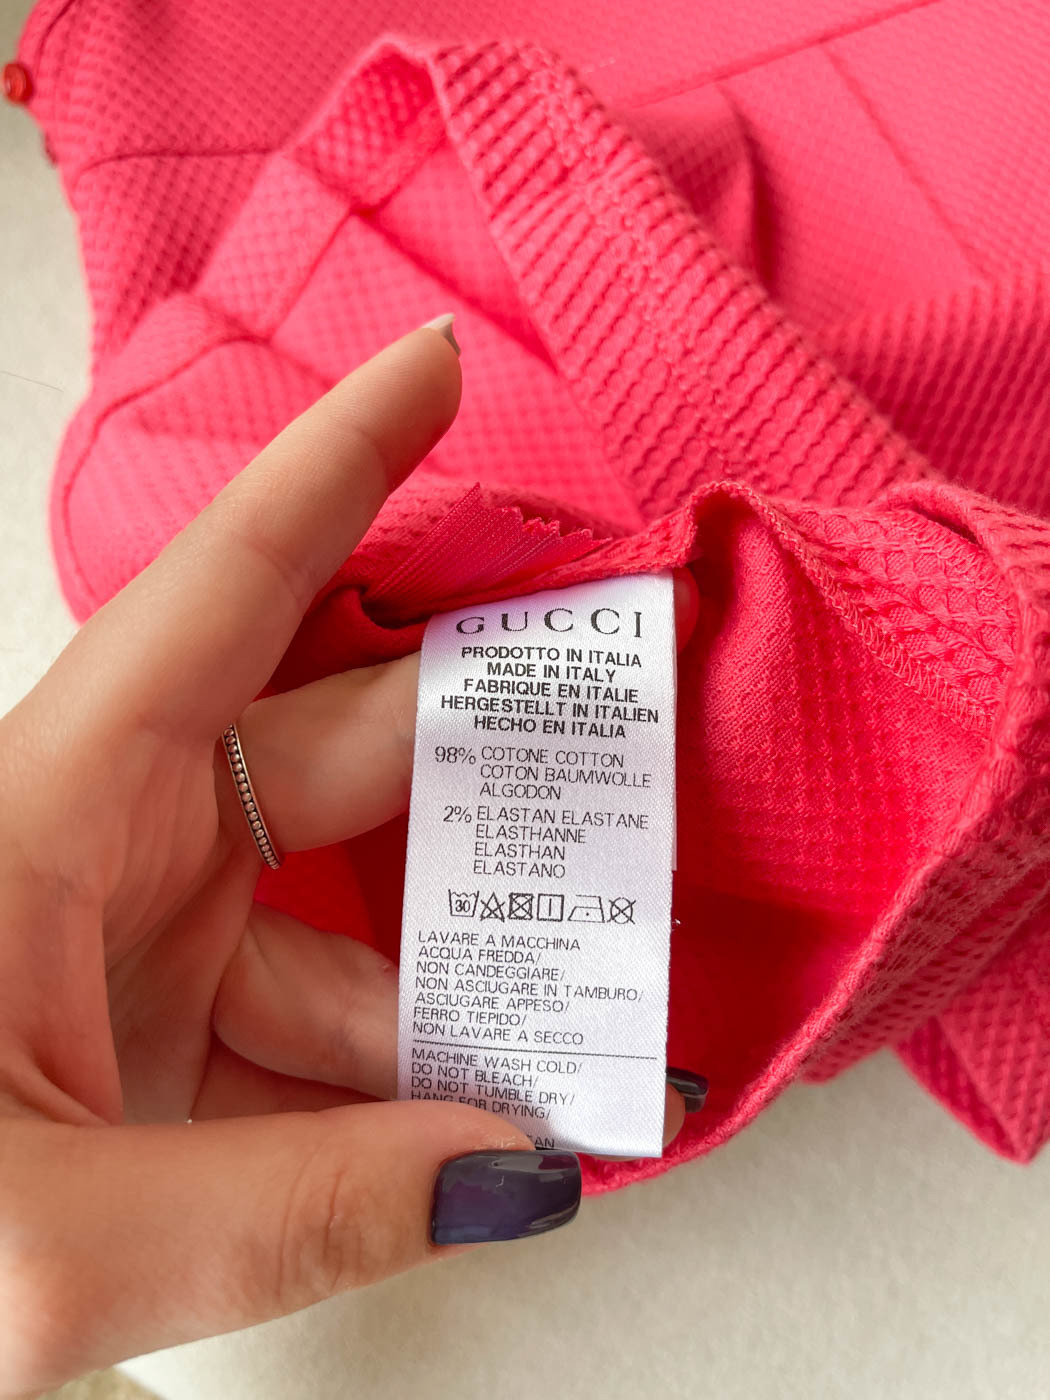 GUCCI
PRODOTTO IN ITALIA
MADE IN ITALY
FABRIQUE EN ITALIE
HERGESTELLT IN ITALIEN
HECHO EN ITALIA
98% COTONE COTTON
COTON BAUMWOLLE
ALGODON
2% ELASTAN ELASTANE
ELASTHANNE
ELASTHAN
ELASTANO
30
LAVARE A MACCHINA
ACQUA FREDDA/
NON CANDEGGIARE/
NON ASCIUGARE IN TAMBURO/
ASCIUGARE APPESO/
FERRO TIEPIDO/
NON LAVARE A SECCO
MACHINE WASH COLD/
DO NOT BLEACH/
DO NOT TUMBLE DRY/
HANG FOR DRYING/